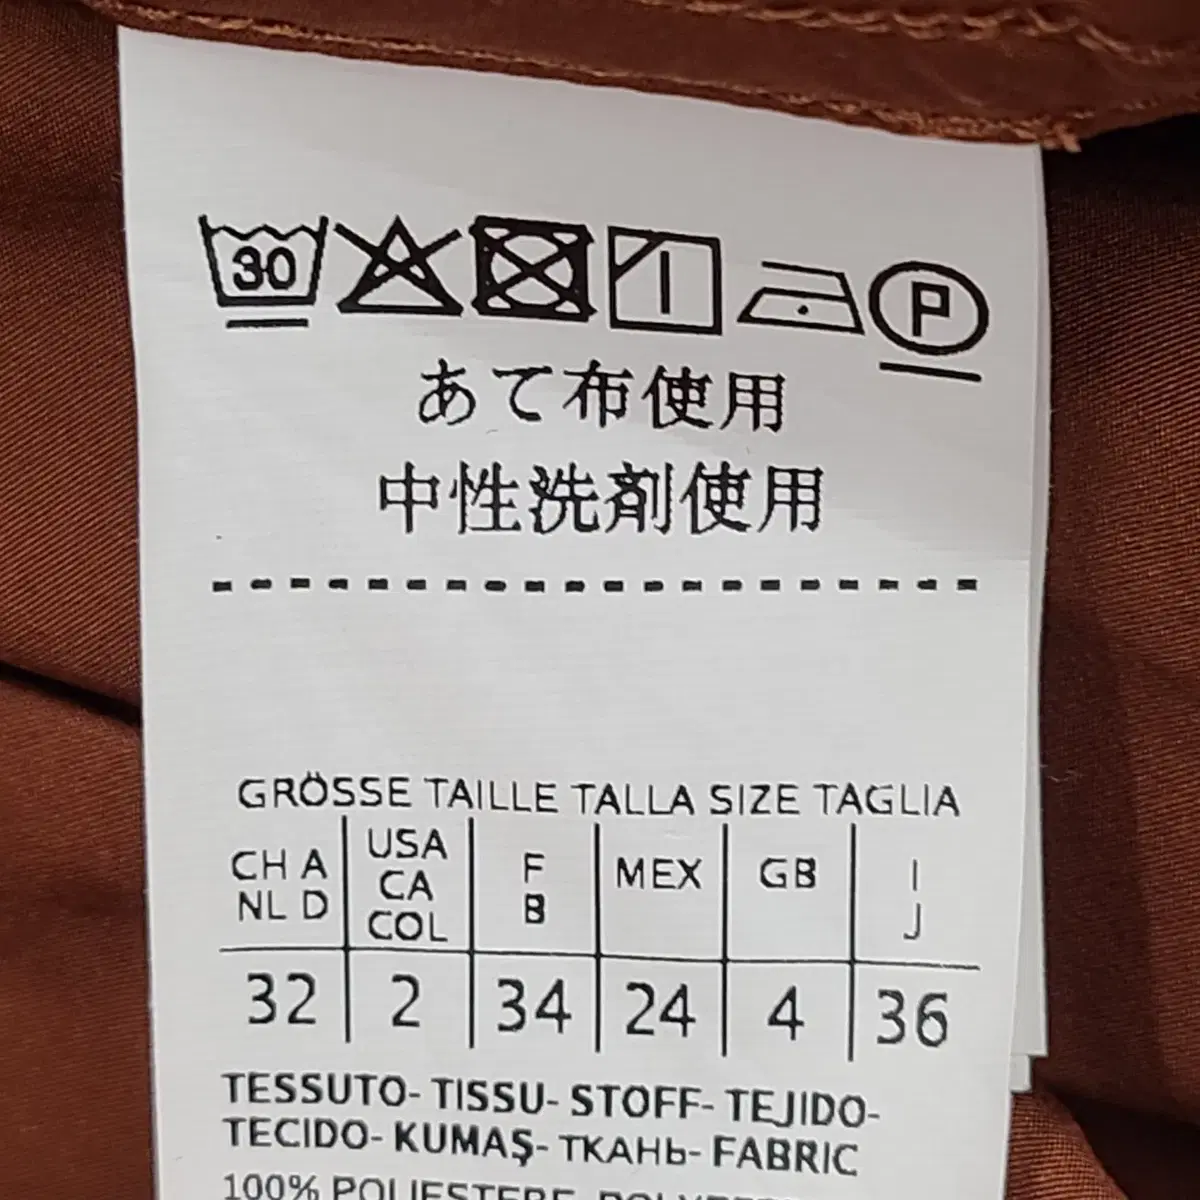 30
P
あて布使用
中性洗剤使用
GRÖSSE TAILLE TALLA SIZE TAGLIA
CH A NL D USA CA COL F B MEX GB I J
32 2 34 24 4 36
TESSUTO- TISSU- STOFF- TEJIDO-
TECIDO- KUMAŞ- ТКАНЬ- FABRIC
100% POLIESTERE